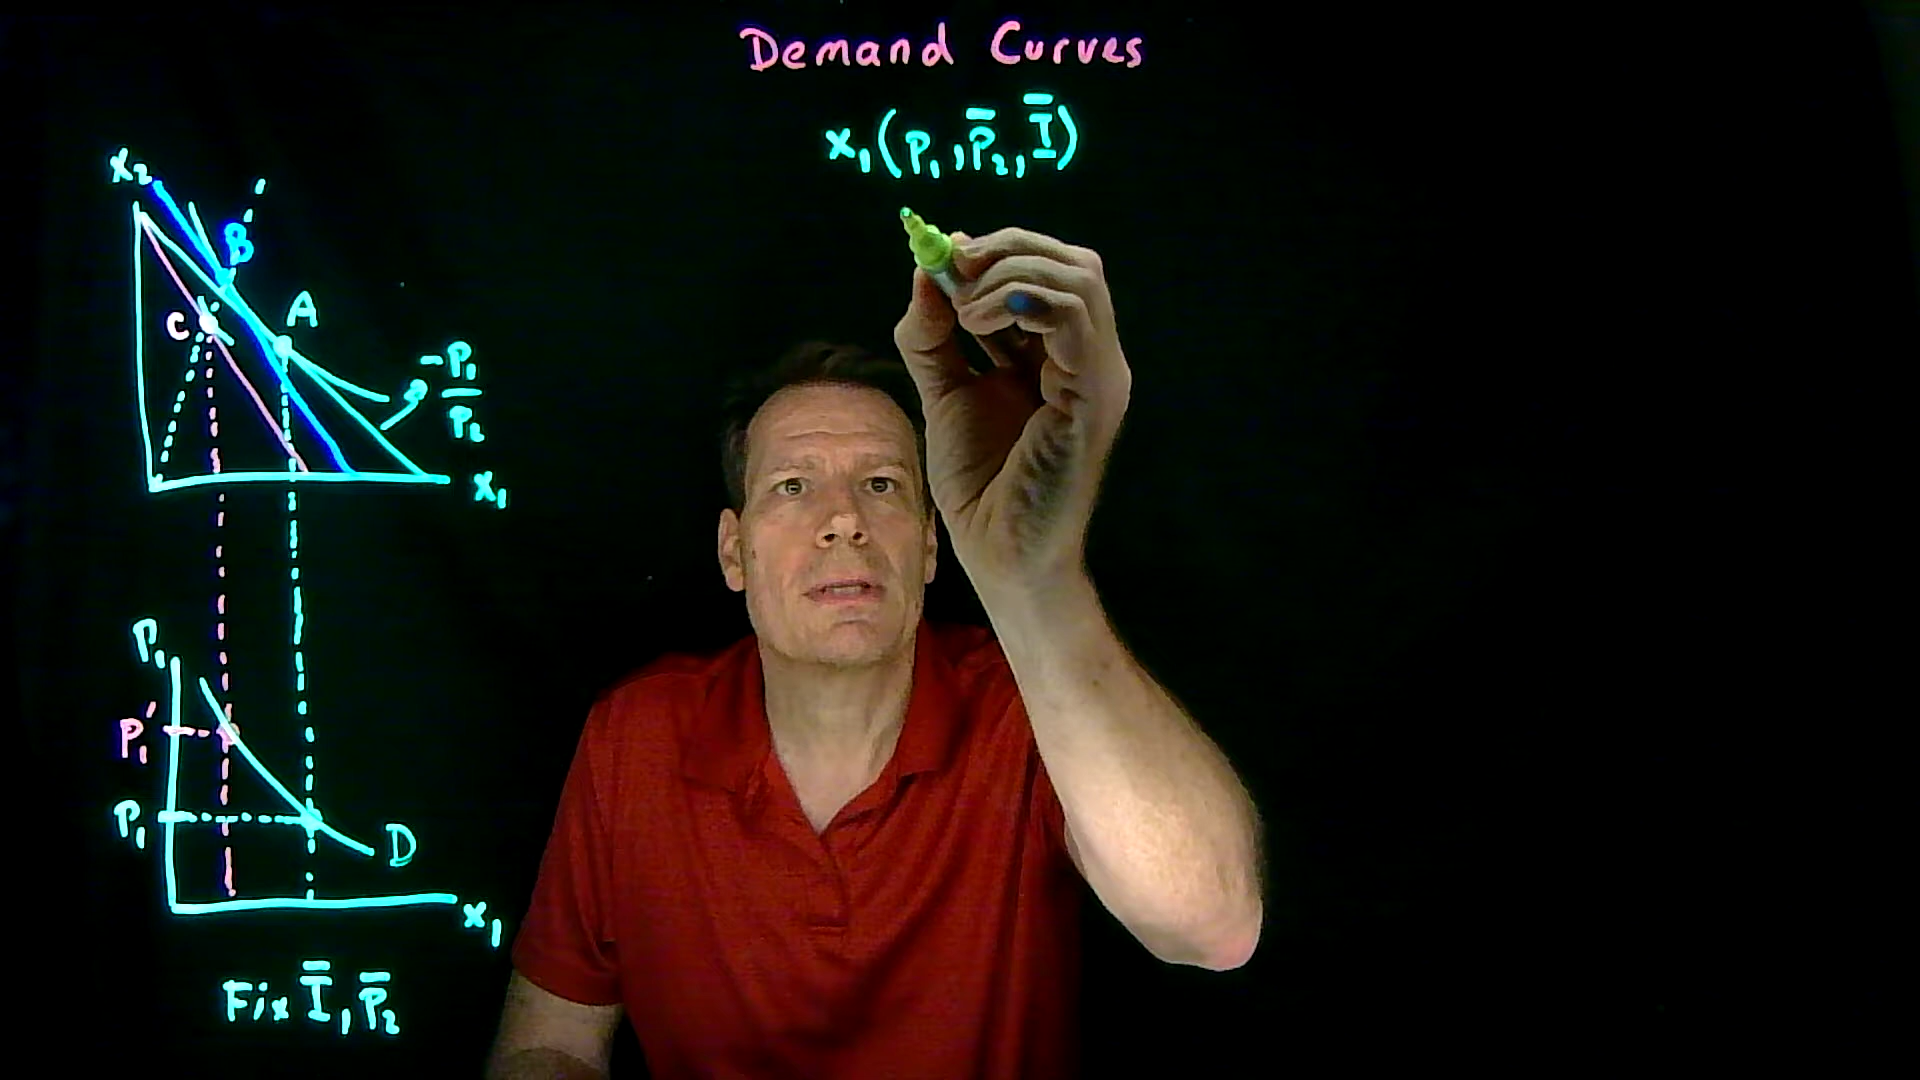 Demand Curves
x₁(p₁, p̄₂, Ī)
x₂
B
A
C
-P₁
P₂
x₁
P₁
P₁'
P₁
D
x₁
Fix Ī, P̄₂